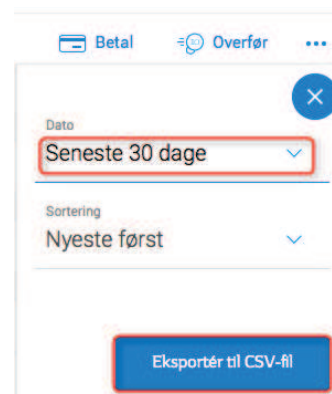 Betal Overfør ...
Dato
Seneste 30 dage
Sortering
Nyeste først
Eksportér til CSV-fil